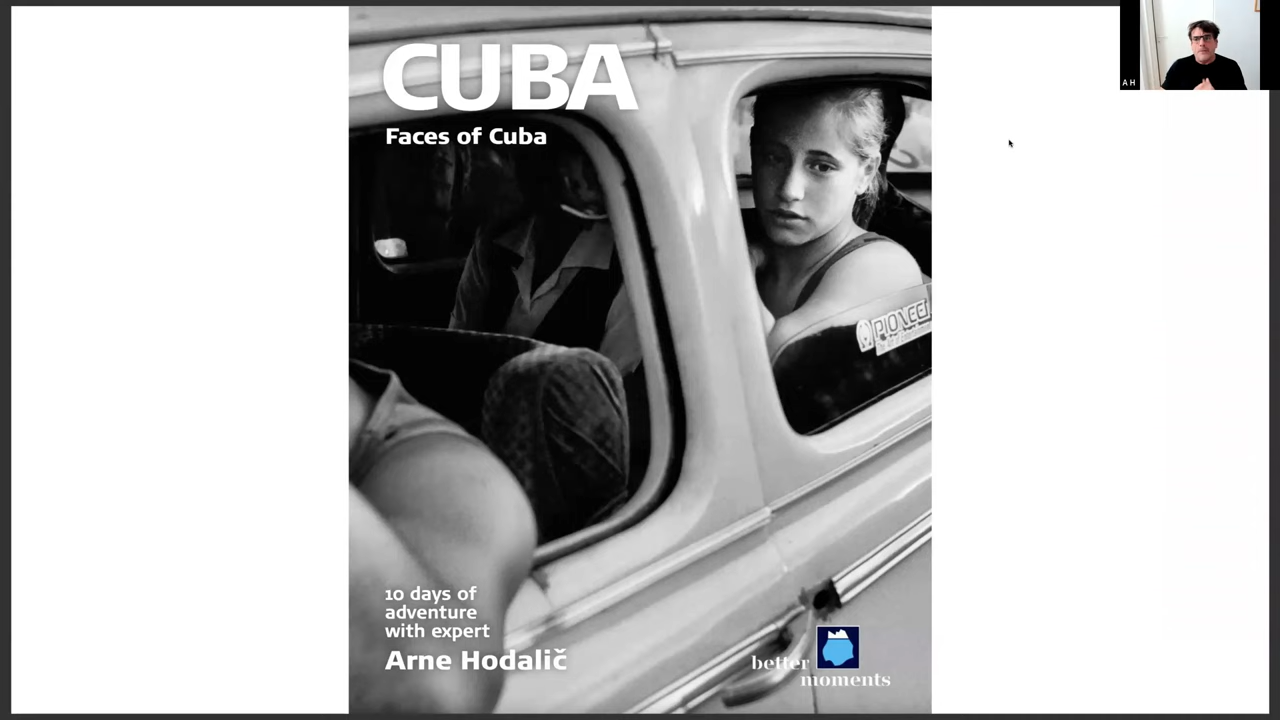 CUBA
Faces of Cuba
PIONEER
10 days of
adventure
with expert
Arne Hodalič
better
moments
A H